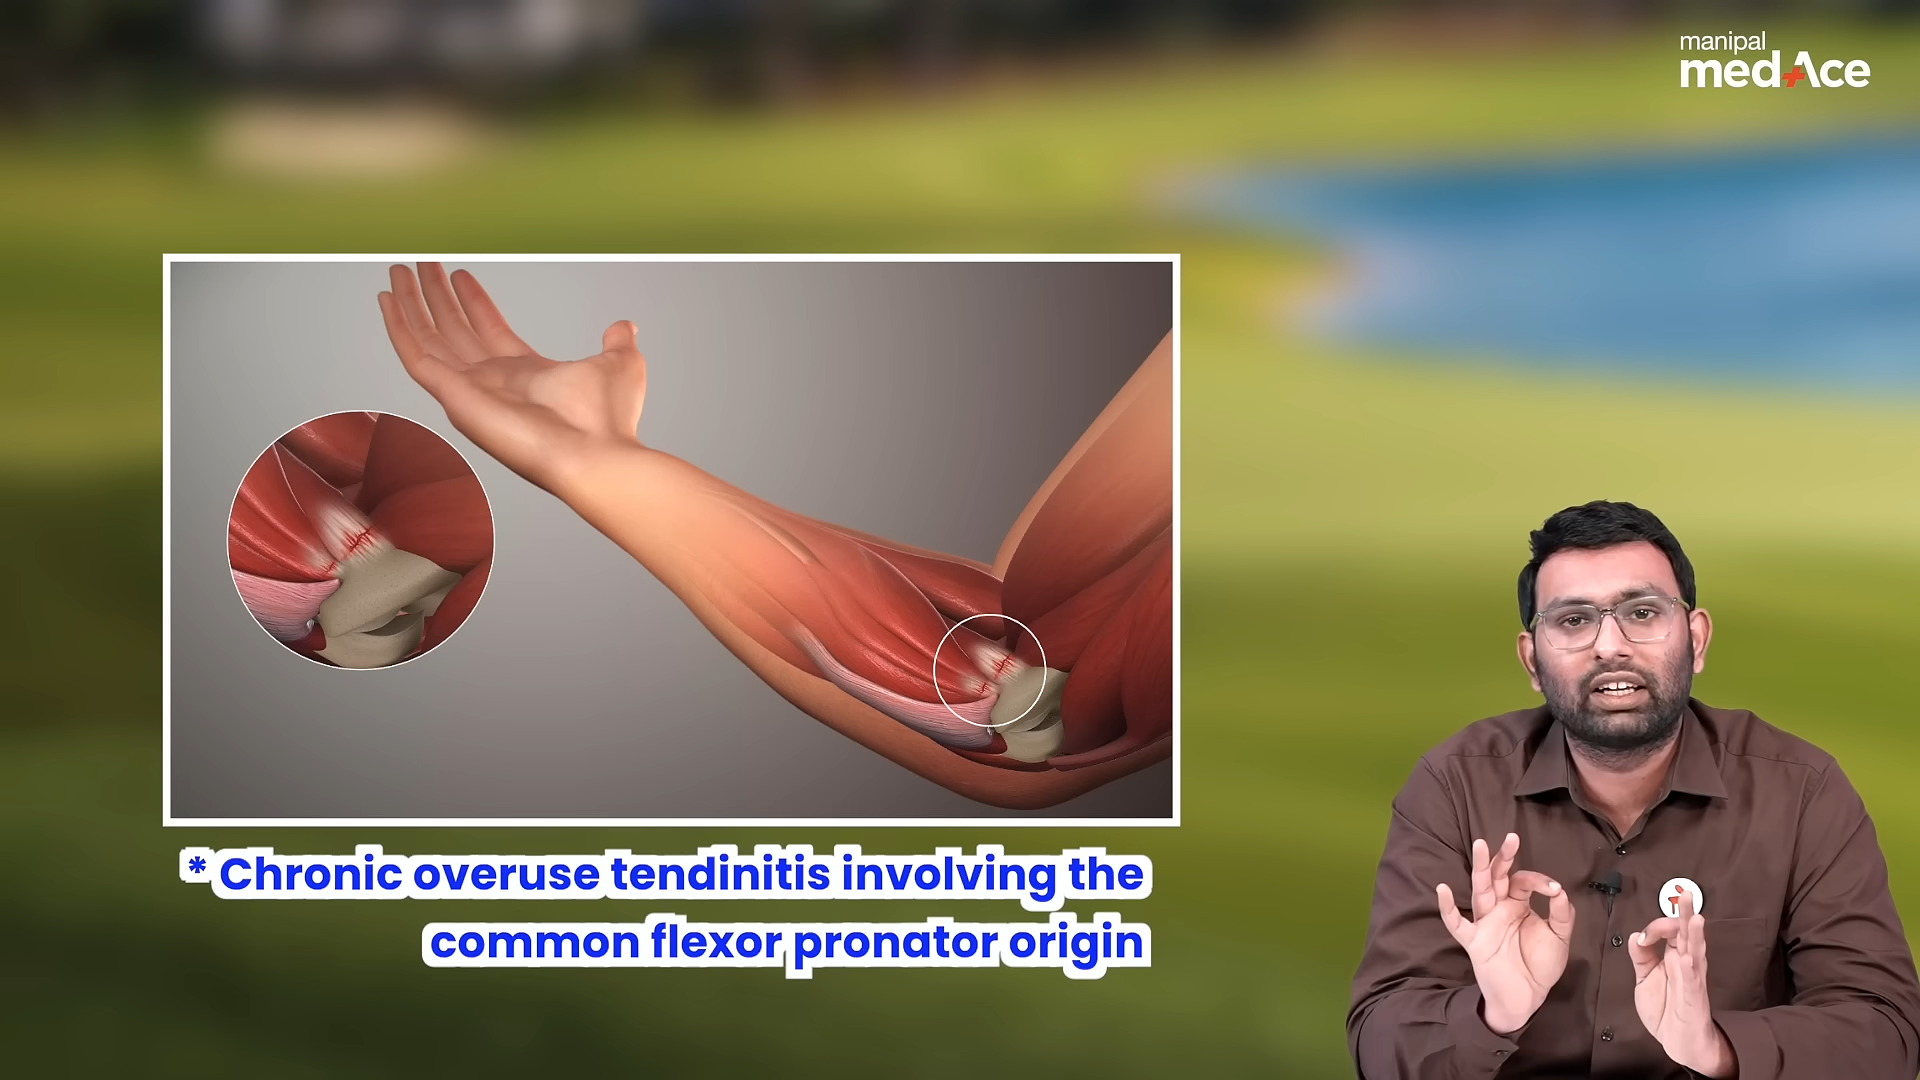 manipal
medAce
* Chronic overuse tendinitis involving the
common flexor pronator origin